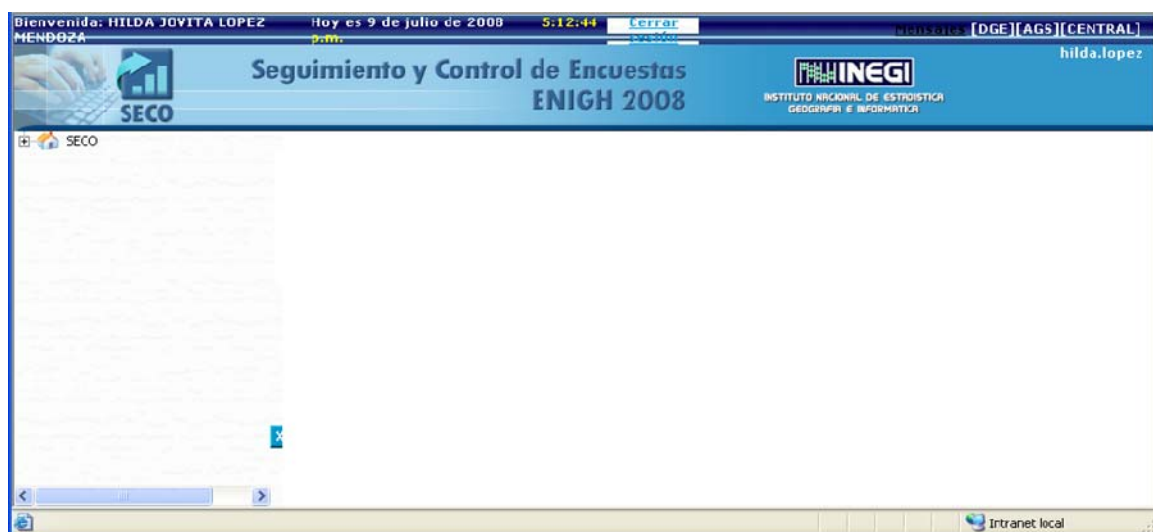 Bienvenida: HILDA JOVITA LOPEZ MENDOZA
Hoy es 9 de julio de 2008 5:12:44 p.m.
Cerrar sesión
Mensajes [DGE][AGS][CENTRAL]
hilda.lopez
SECO
Seguimiento y Control de Encuestas
ENIGH 2008
INEGI
INSTITUTO NACIONAL DE ESTADISTICA
GEOGRAFIA E INFORMATICA
SECO
X
Intranet local